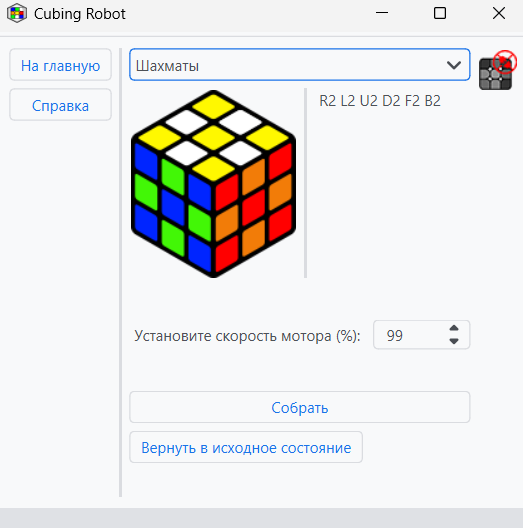 Cubing Robot
На главную
Справка
Шахматы
R2 L2 U2 D2 F2 B2
Установите скорость мотора (%):
99
Собрать
Вернуть в исходное состояние